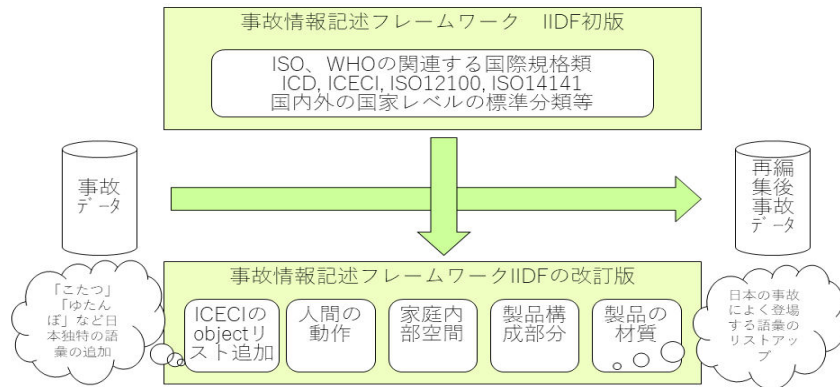 事故情報記述フレームワーク　IIDF初版
ISO、WHOの関連する国際規格類
ICD, ICECI, ISO12100, ISO14141
国内外の国家レベルの標準分類等
事故
ﾃﾞｰﾀ
再編
集後
事故
ﾃﾞｰﾀ
事故情報記述フレームワークIIDFの改訂版
「こたつ」
「ゆたん
ぽ」など日
本独特の語
彙の追加
ICECIの
objectリ
スト追加
人間の
動作
家庭内
部空間
製品構
成部分
製品の
材質
日本の事故
によく登場
する語彙の
リストアッ
プ